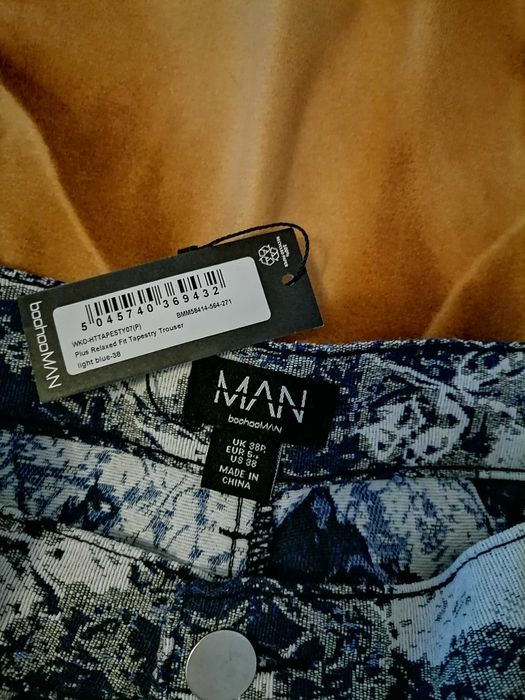 boohooMAN
5 045740 369432
WKO-HTTAPESTY07(P)
BMM58414-564-271
Plus Relaxed Fit Tapestry Trouser
light blue-38
MAN
boohooMAN
UK 38R
EUR
US 38
MADE IN
CHINA